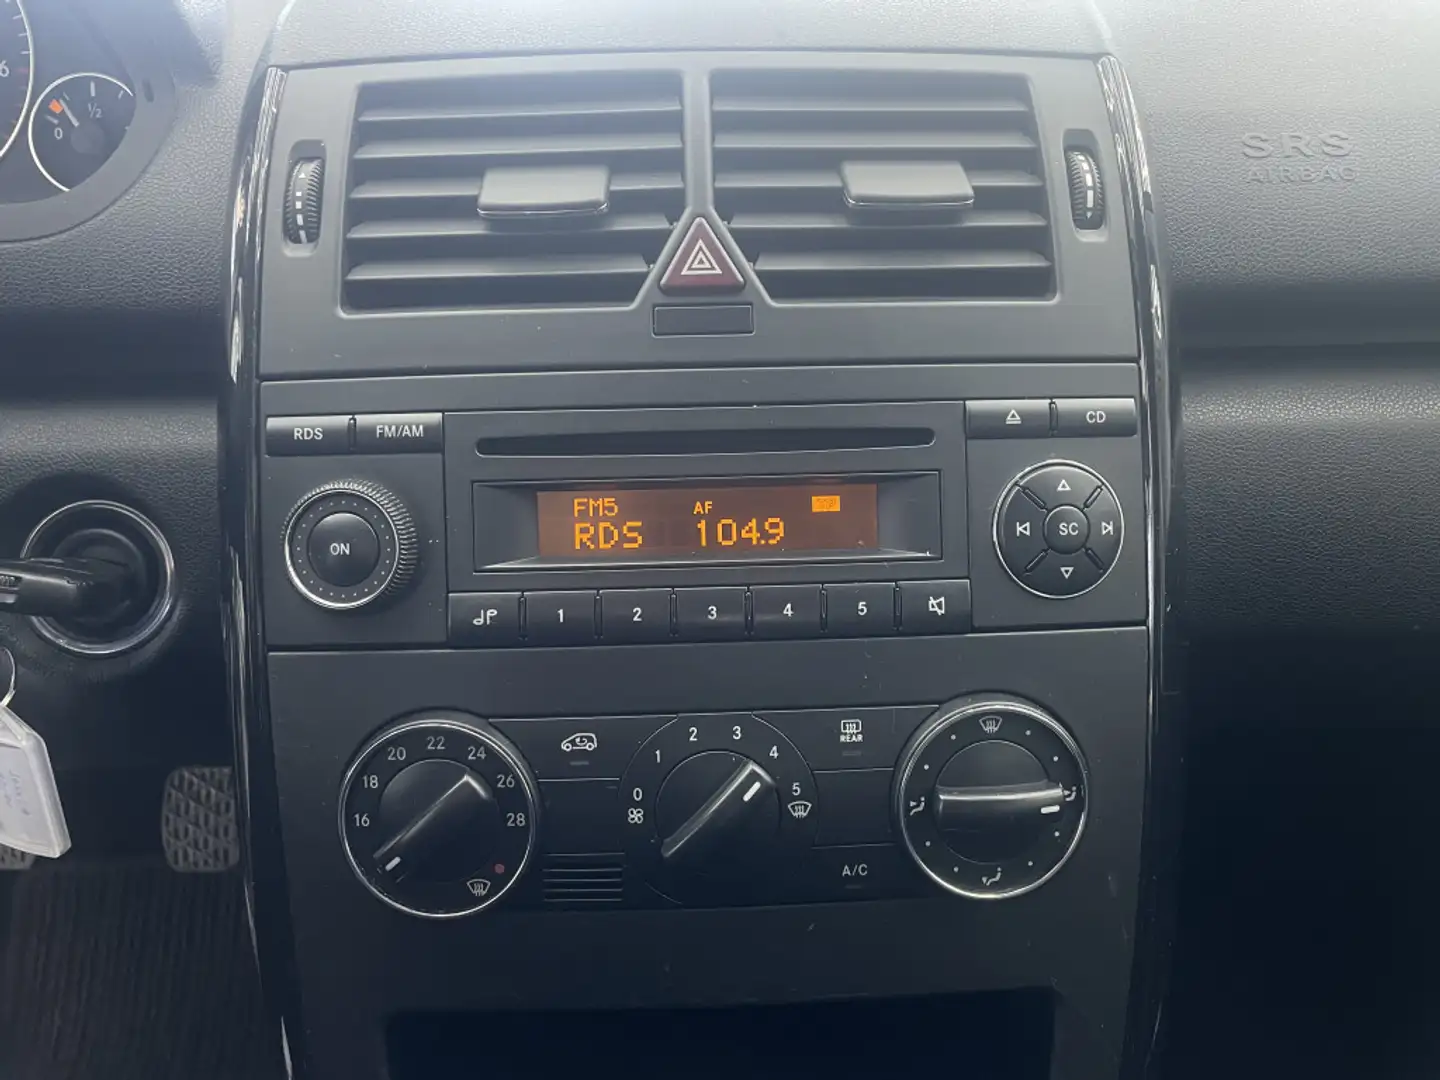 6
1/2
0
SRS
AIRBAG
RDS
FM/AM
CD
FM5 AF
RDS 104.9
ON
SC
1 2 3 4 5
16 18 20 22 24 26 28
0 1 2 3 4 5
REAR
A/C